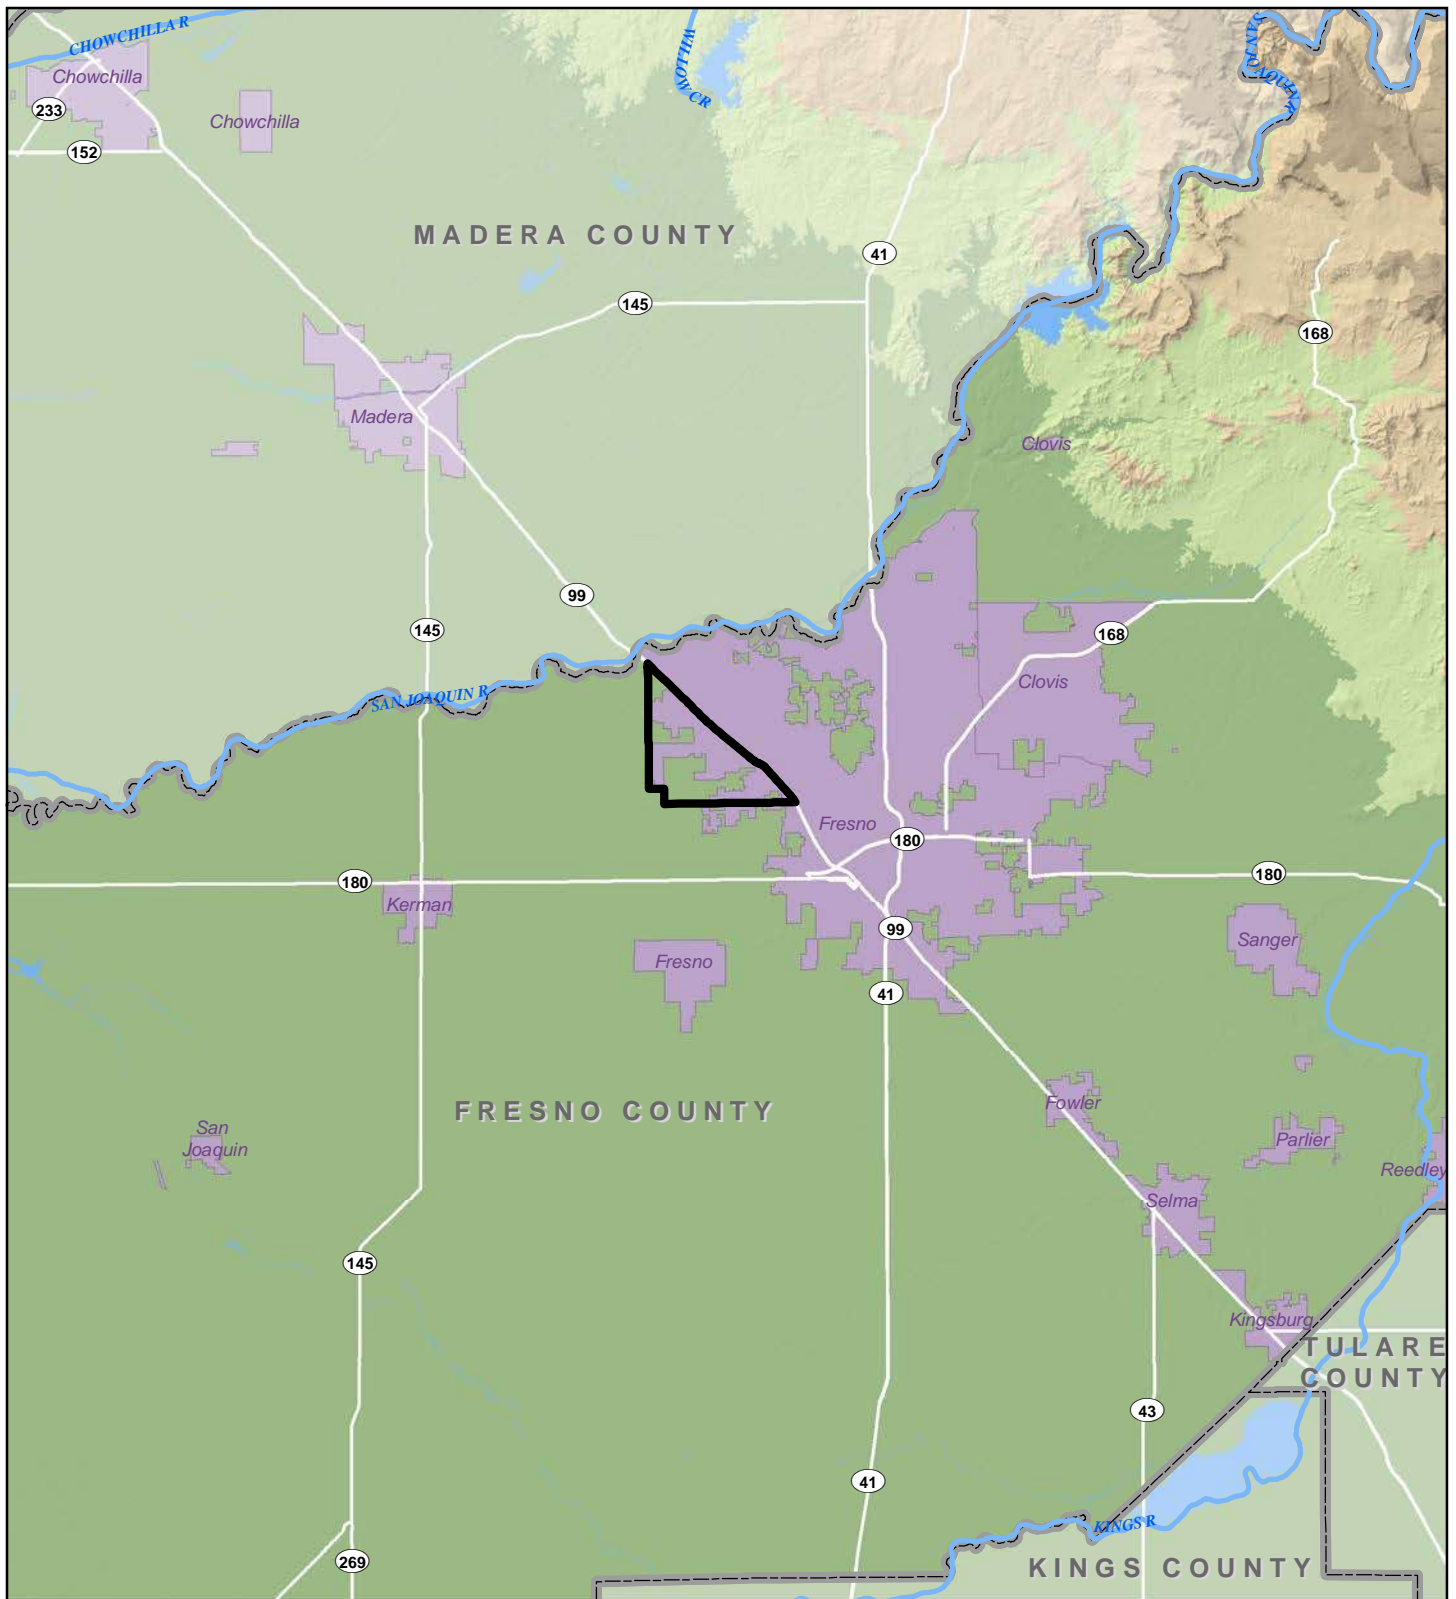 CHOWCHILLA R
Chowchilla
233
Chowchilla
152
WILLOW CR
SAN JOAQUIN R
MADERA COUNTY
41
145
168
Madera
Clovis
99
145
168
Clovis
SAN JOAQUIN R
Fresno
180
180
180
Kerman
99
Sanger
Fresno
41
Fowler
FRESNO COUNTY
San
Joaquin
Parlier
Reedley
Selma
145
Kingsburg
TULARE
COUNTY
43
41
KINGS R
269
KINGS COUNTY